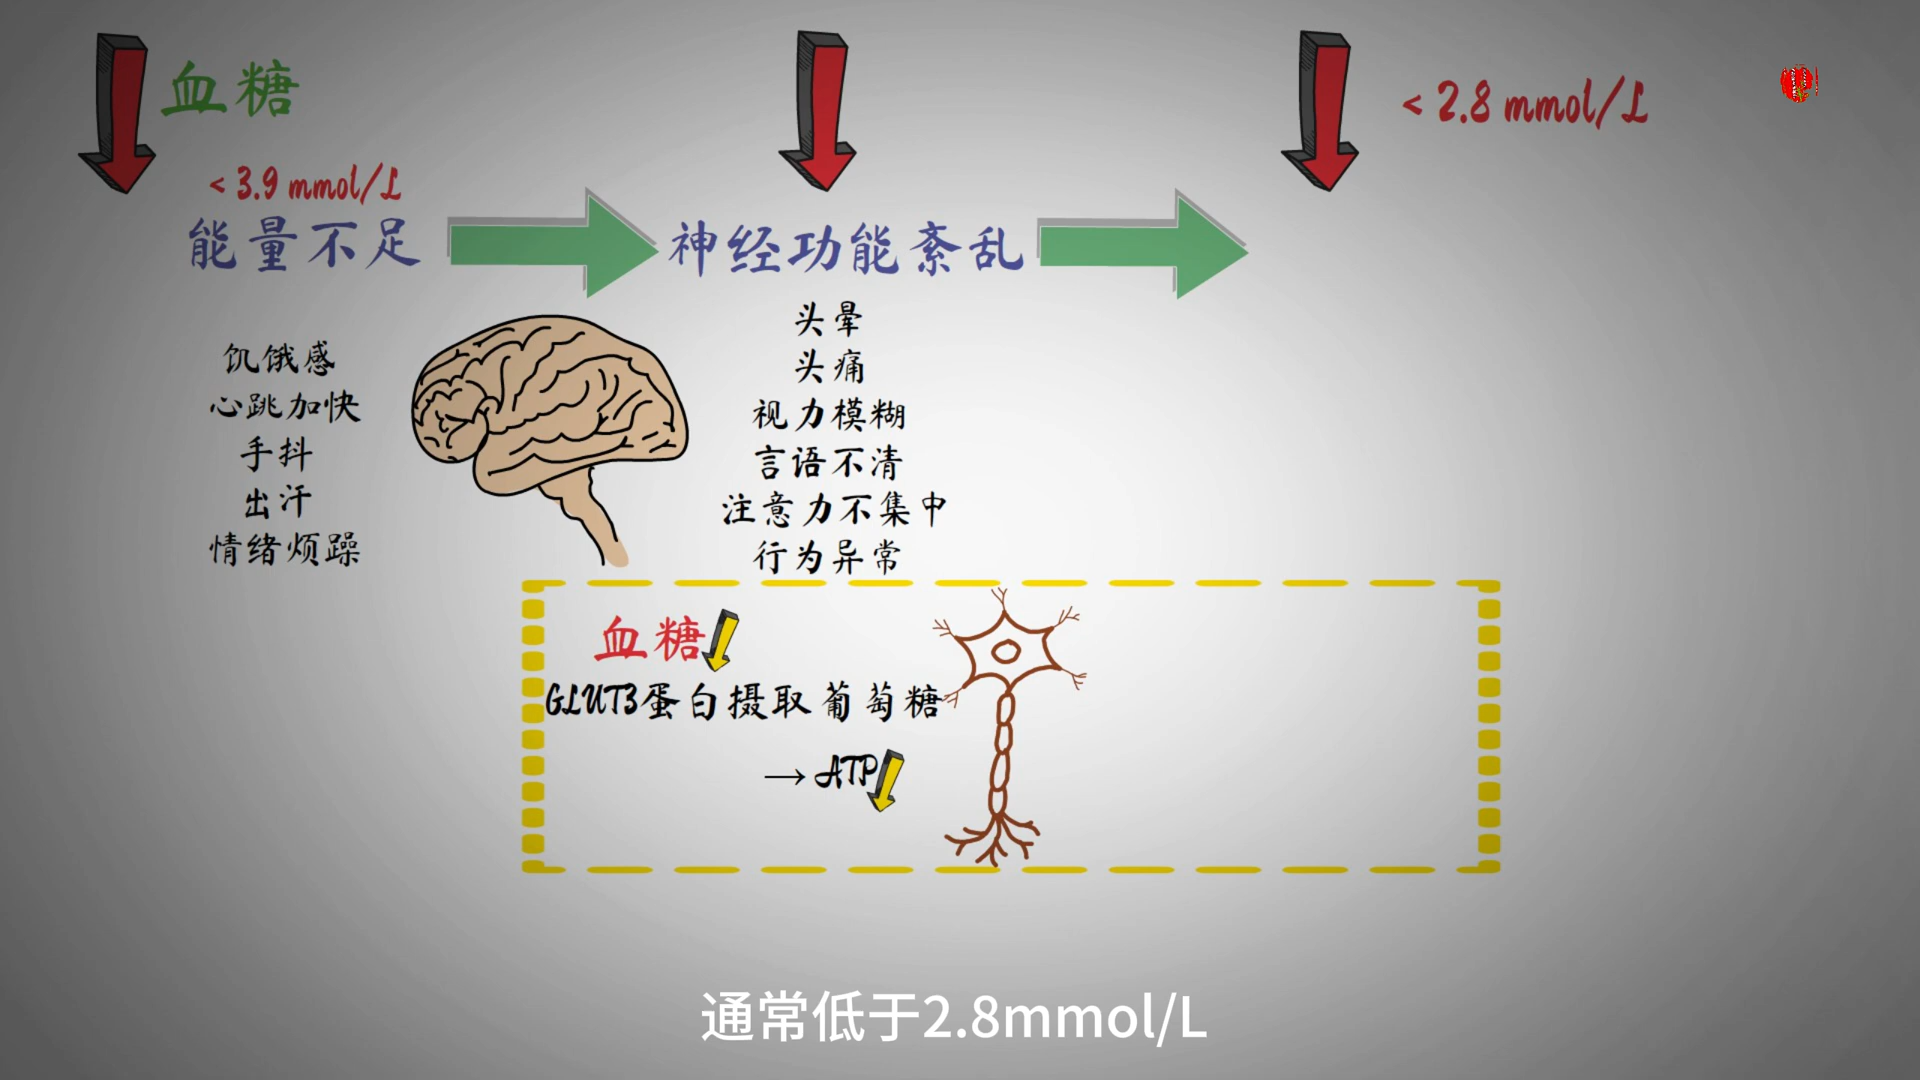 血糖
< 3.9 mmol/L
能量不足
饥饿感
心跳加快
手抖
出汗
情绪烦躁
神经功能紊乱
头晕
头痛
视力模糊
言语不清
注意力不集中
行为异常
< 2.8 mmol/L
血糖
GLUT3蛋白摄取葡萄糖
→ ATP
通常低于2.8mmol/L